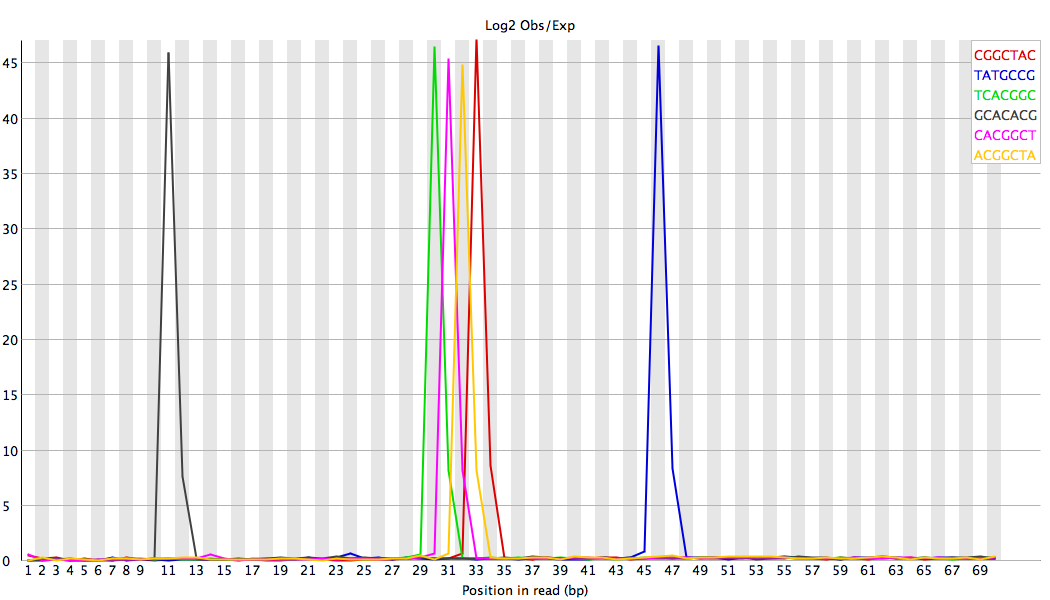 Log2 Obs/Exp
CGGCTAC
TATGCCG
TCACGGC
GCACACG
CACGGCT
ACGGCTA
45
40
35
30
25
20
15
10
5
0
1 2 3 4 5 6 7 8 9 11 13 15 17 19 21 23 25 27 29 31 33 35 37 39 41 43 45 47 49 51 53 55 57 59 61 63 65 67 69
Position in read (bp)